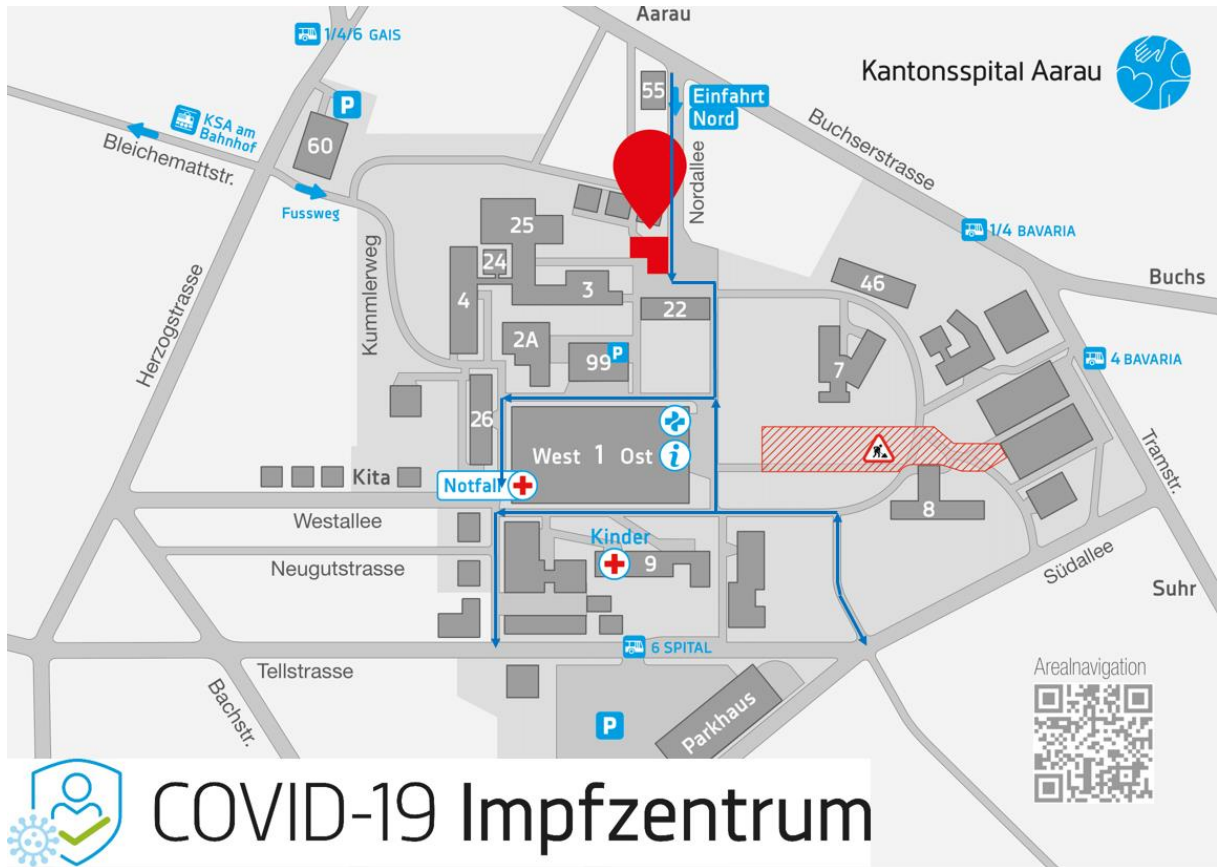 Aarau
1/4/6 GAIS
Kantonsspital Aarau
P
55
Einfahrt
Nord
KSA am
Bahnhof
60
Bleichemattstr.
Buchserstrasse
Nordallee
Fussweg
25
1/4 BAVARIA
24
46
Buchs
4
3
22
Herzogstrasse
Kummlerweg
2A
99
P
7
4 BAVARIA
26
West 1 Ost
i
Tramstr.
Kita
Notfall
8
Westallee
Kinder
9
Neugutstrasse
Südallee
Suhr
6 SPITAL
Tellstrasse
Arealnavigation
Bachstr.
P
Parkhaus
COVID-19 Impfzentrum